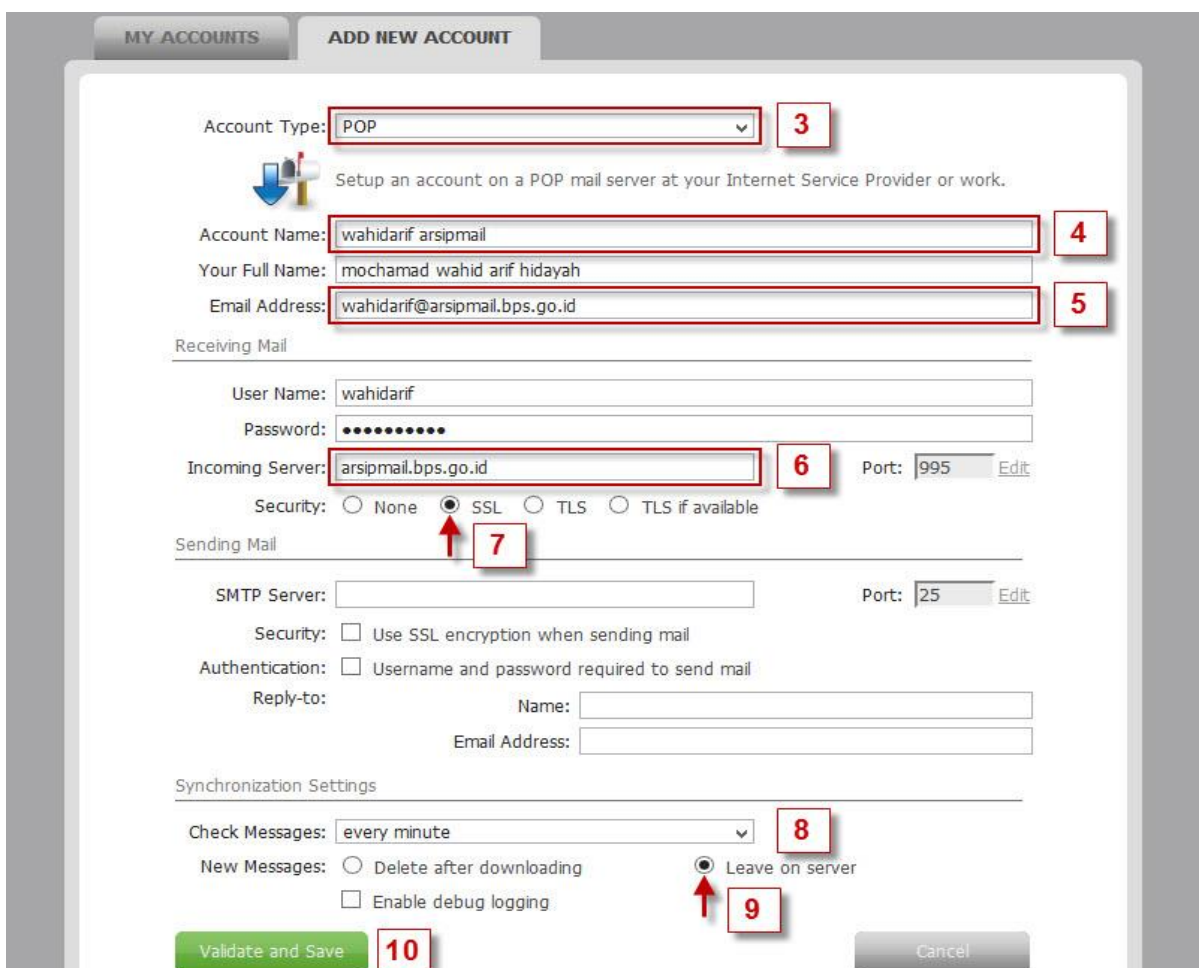 MY ACCOUNTS
ADD NEW ACCOUNT
Account Type: POP
3
Setup an account on a POP mail server at your Internet Service Provider or work.
Account Name: wahidarif arsipmail
4
Your Full Name: mochamad wahid arif hidayah
Email Address: wahidarif@arsipmail.bps.go.id
5
Receiving Mail
User Name: wahidarif
Password: ●●●●●●●●●●
Incoming Server: arsipmail.bps.go.id
6
Port: 995 Edit
Security: None SSL TLS TLS if available
7
Sending Mail
SMTP Server:
Port: 25 Edit
Security: Use SSL encryption when sending mail
Authentication: Username and password required to send mail
Reply-to:
Name:
Email Address:
Synchronization Settings
Check Messages: every minute
8
New Messages: Delete after downloading Leave on server
Enable debug logging
9
Validate and Save
10
Cancel